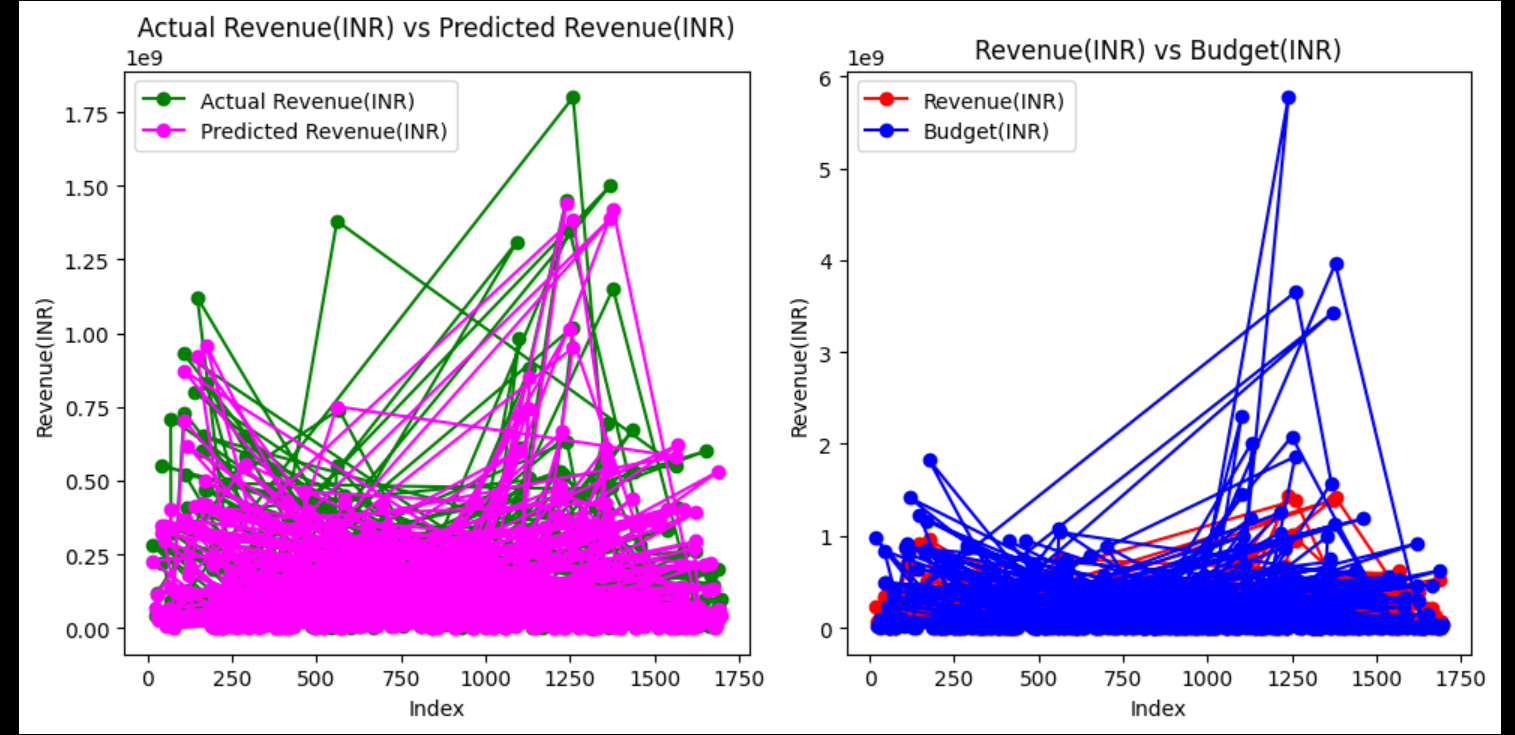 Actual Revenue(INR) vs Predicted Revenue(INR)
1e9
Actual Revenue(INR)
Predicted Revenue(INR)
1.75
1.50
1.25
1.00
0.75
0.50
0.25
0.00
Revenue(INR)
0 250 500 750 1000 1250 1500 1750
Index
Revenue(INR) vs Budget(INR)
1e9
Revenue(INR)
Budget(INR)
6
5
4
3
2
1
0
Revenue(INR)
0 250 500 750 1000 1250 1500 1750
Index